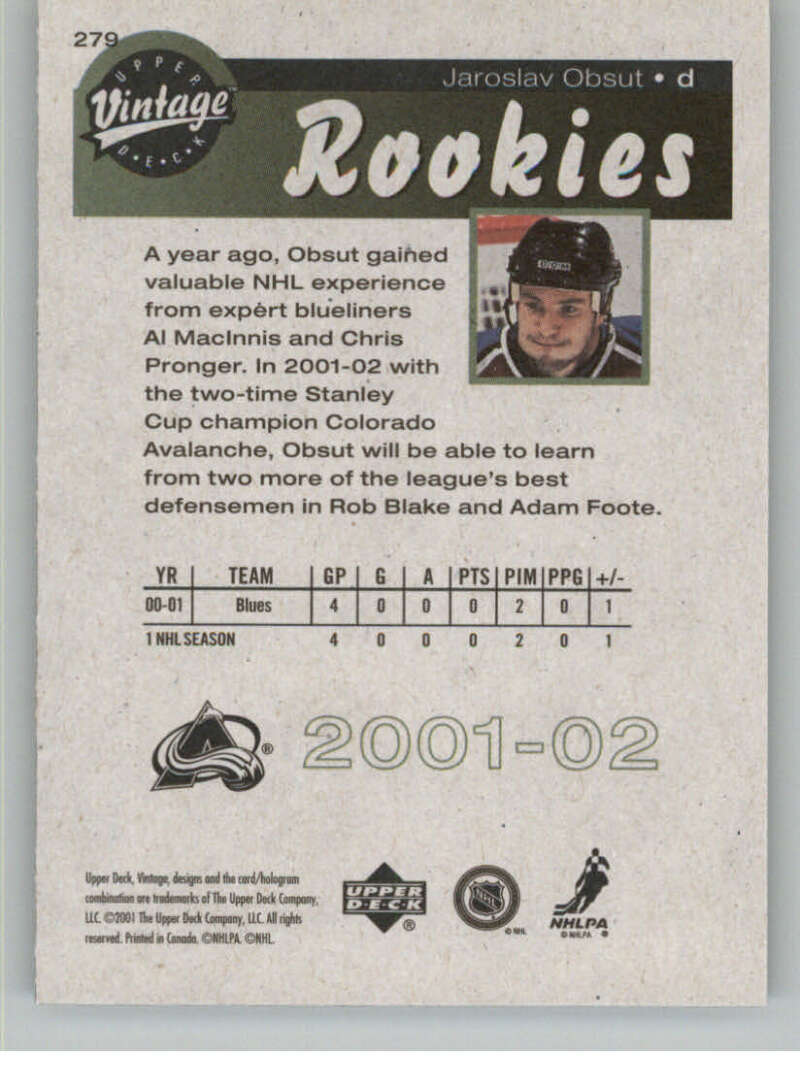 279
UPPER
Vintage™
D•E•C•K
Jaroslav Obsut • d
Rookies
A year ago, Obsut gained
valuable NHL experience
from expert blueliners
Al MacInnis and Chris
Pronger. In 2001-02 with
the two-time Stanley
Cup champion Colorado
Avalanche, Obsut will be able to learn
from two more of the league's best
defensemen in Rob Blake and Adam Foote.
YR TEAM GP G A PTS PIM PPG +/-
00-01 Blues 4 0 0 0 2 0 1
1 NHL SEASON 4 0 0 0 2 0 1
A ® 2001-02
Upper Deck, Vintage, designs and the card/hologram
combination are trademarks of The Upper Deck Company,
LLC. ©2001 The Upper Deck Company, LLC. All rights
reserved. Printed in Canada. ©NHLPA. ©NHL.
UPPER
D•E•C•K
®
NHL
© NHL
NHLPA
© NHLPA ®